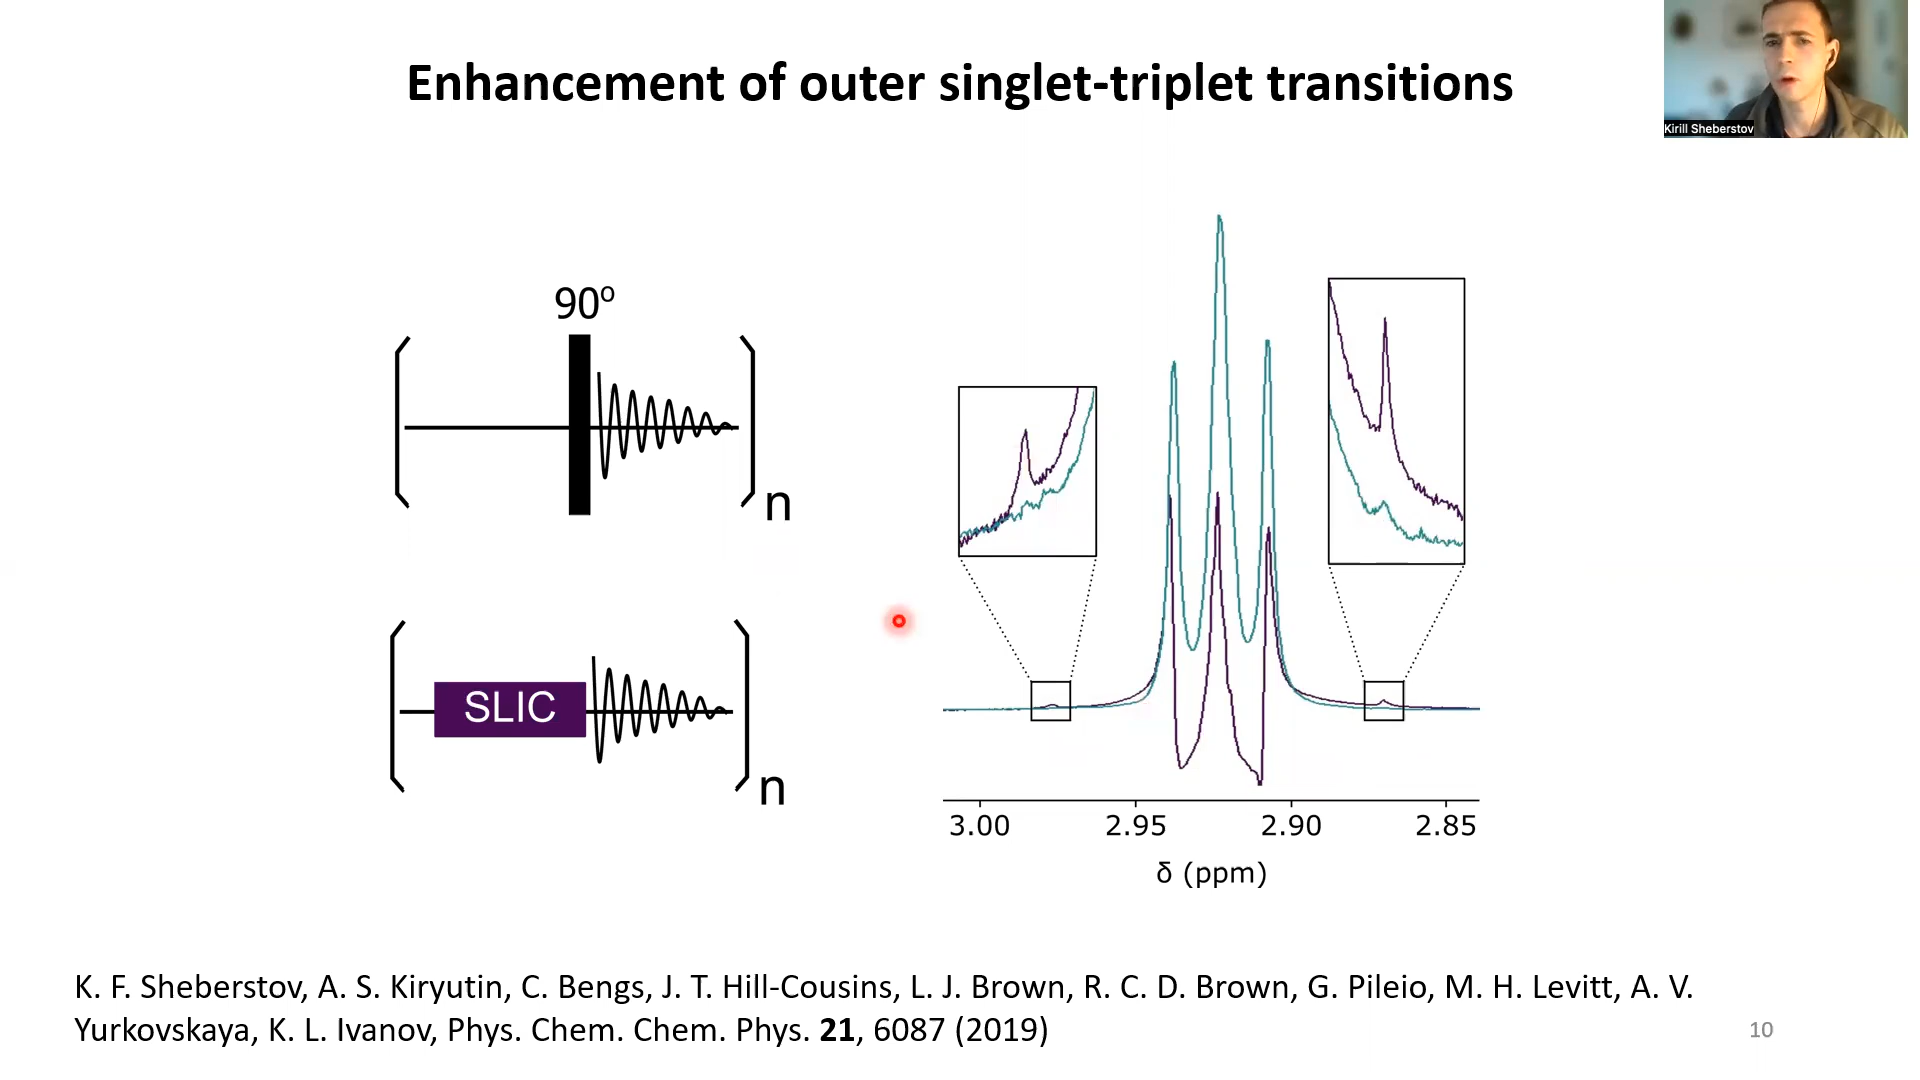 Enhancement of outer singlet-triplet transitions
Kirill Sheberstov
90º
n
SLIC
n
3.00 2.95 2.90 2.85
δ (ppm)
K. F. Sheberstov, A. S. Kiryutin, C. Bengs, J. T. Hill-Cousins, L. J. Brown, R. C. D. Brown, G. Pileio, M. H. Levitt, A. V.
Yurkovskaya, K. L. Ivanov, Phys. Chem. Chem. Phys. 21, 6087 (2019)
10